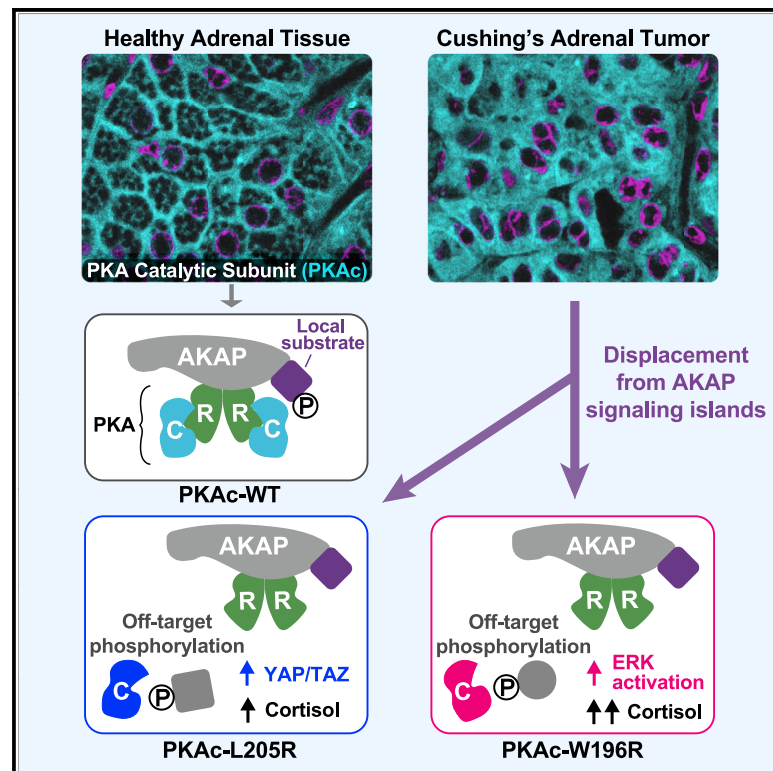 Healthy Adrenal Tissue
Cushing's Adrenal Tumor
PKA Catalytic Subunit (PKAc)
Local
substrate
AKAP
P
PKA
C
R
R
C
PKAc-WT
Displacement
from AKAP
signaling islands
AKAP
R
R
Off-target
phosphorylation
C
P
↑ YAP/TAZ
↑ Cortisol
PKAc-L205R
AKAP
R
R
Off-target
phosphorylation
C
P
↑ ERK
activation
↑↑ Cortisol
PKAc-W196R